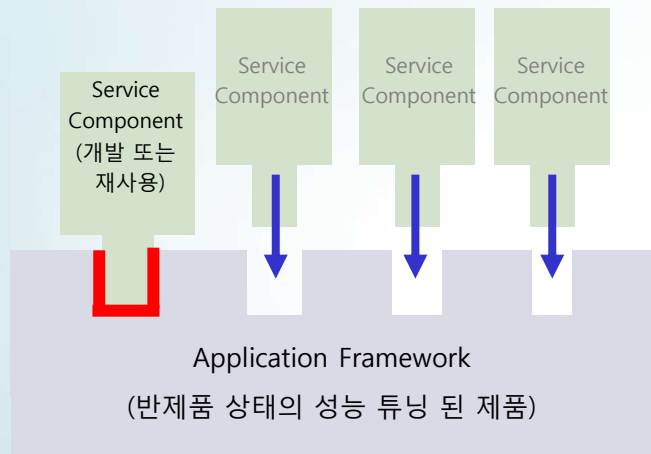 Service
Component
(개발 또는
재사용)
Service
Component
Service
Component
Service
Component
Application Framework
(반제품 상태의 성능 튜닝 된 제품)